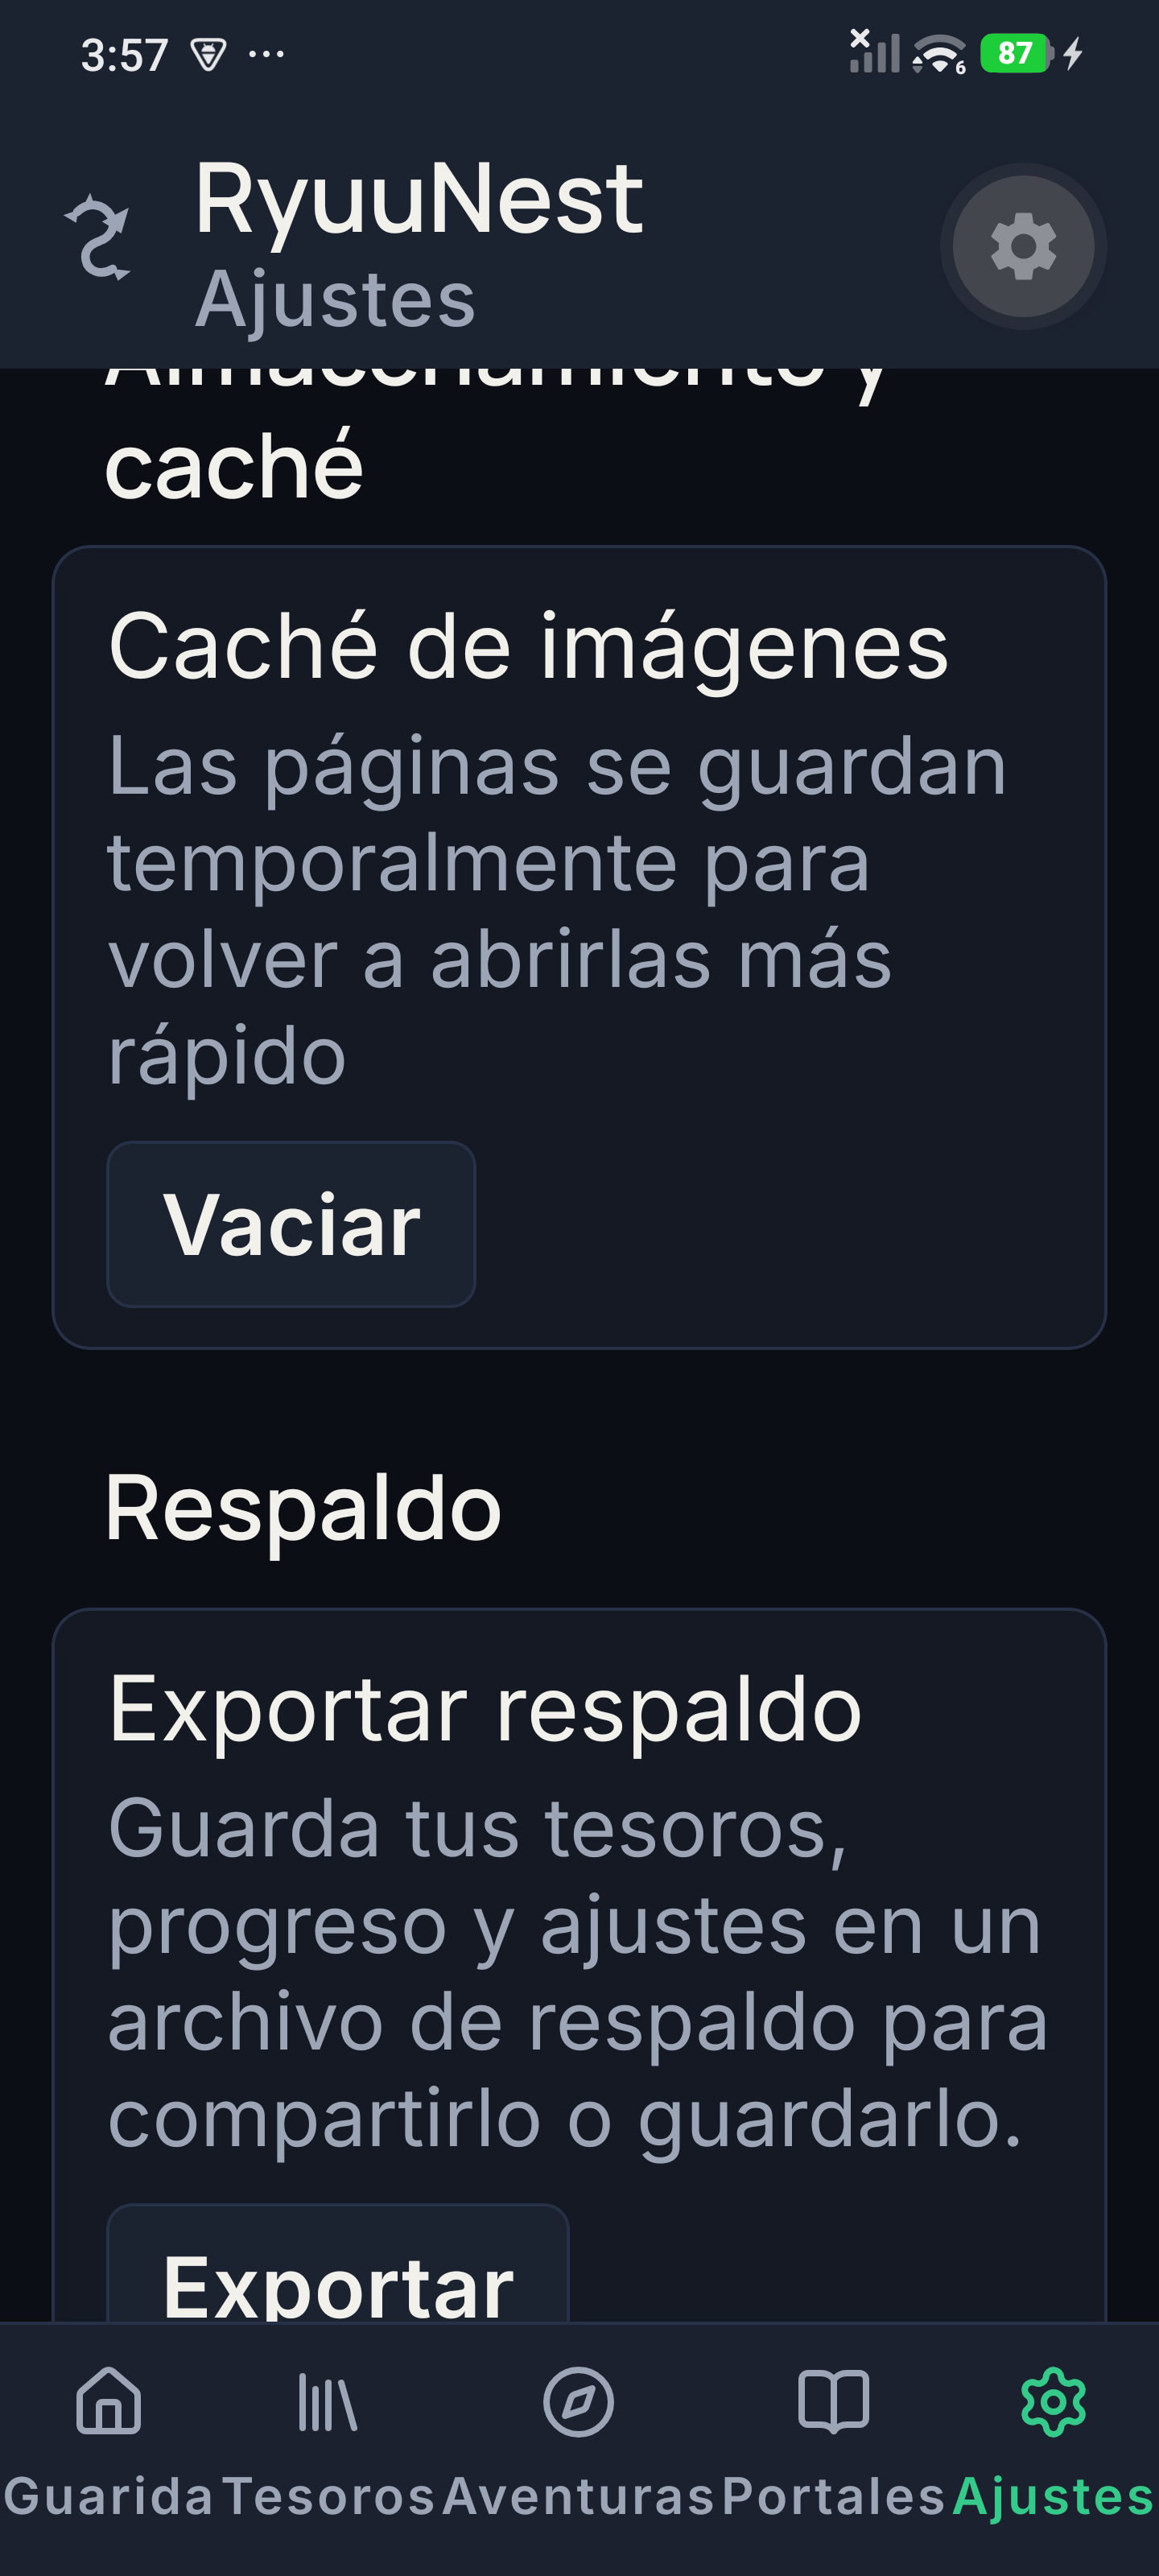 3:57
6
87
RyuuNest
Ajustes
Almacenamiento y
caché
Caché de imágenes
Las páginas se guardan
temporalmente para
volver a abrirlas más
rápido
Vaciar
Respaldo
Exportar respaldo
Guarda tus tesoros,
progreso y ajustes en un
archivo de respaldo para
compartirlo o guardarlo.
Exportar
Guarida Tesoros Aventuras Portales Ajustes